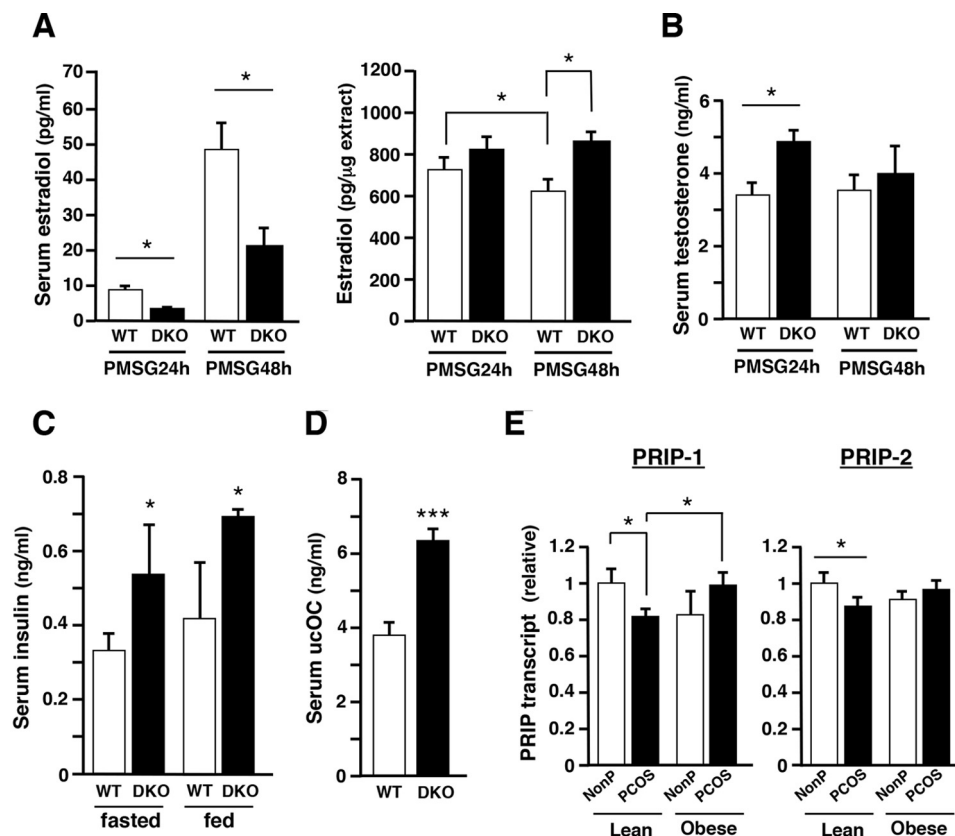 A
Serum estradiol (pg/ml)
70
60
50
40
30
20
10
0
*
*
WT DKO WT DKO
PMSG24h PMSG48h
Estradiol (pg/μg extract)
1200
1000
800
600
400
200
0
*
*
WT DKO WT DKO
PMSG24h PMSG48h
B
Serum testosterone (ng/ml)
6
4
2
0
*
WT DKO WT DKO
PMSG24h PMSG48h
C
Serum insulin (ng/ml)
0.8
0.6
0.4
0.2
0
*
*
WT DKO WT DKO
fasted fed
D
Serum ucOC (ng/ml)
8
6
4
2
0
***
WT DKO
E
PRIP-1
PRIP transcript (relative)
1.2
1
0.8
0.6
0.4
0.2
0
*
*
NonP PCOS NonP PCOS
Lean Obese
PRIP-2
1.2
1
0.8
0.6
0.4
0.2
0
*
NonP PCOS NonP PCOS
Lean Obese